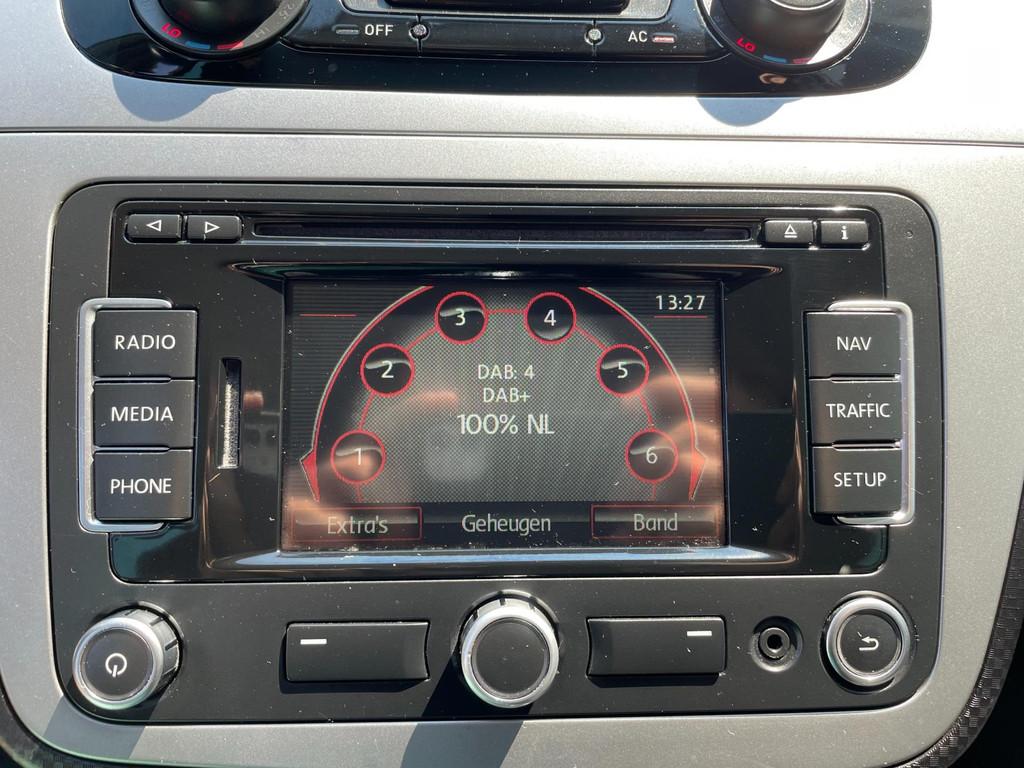 LO
OFF
AC
LO
i
RADIO
MEDIA
PHONE
13:27
3
4
2
5
1
6
DAB: 4
DAB+
100% NL
Extra's
Geheugen
Band
NAV
TRAFFIC
SETUP